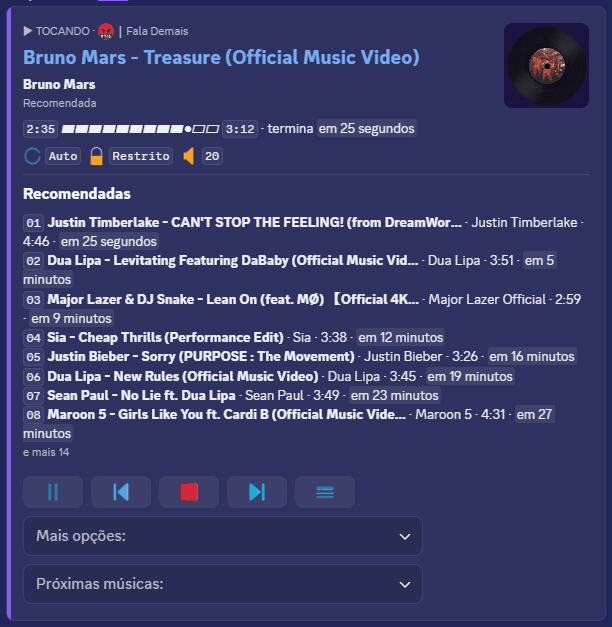 TOCANDO · | Fala Demais
Bruno Mars - Treasure (Official Music Video)
Bruno Mars
Recomendada
2:35 3:12 · termina em 25 segundos
Auto Restrito 20
Recomendadas
01 Justin Timberlake - CAN'T STOP THE FEELING! (from DreamWor... · Justin Timberlake ·
4:46 · em 25 segundos
02 Dua Lipa - Levitating Featuring DaBaby (Official Music Vid... · Dua Lipa · 3:51 · em 5
minutos
03 Major Lazer & DJ Snake - Lean On (feat. MØ) 【Official 4K... · Major Lazer Official · 2:59
· em 9 minutos
04 Sia - Cheap Thrills (Performance Edit) · Sia · 3:38 · em 12 minutos
05 Justin Bieber - Sorry (PURPOSE : The Movement) · Justin Bieber · 3:26 · em 16 minutos
06 Dua Lipa - New Rules (Official Music Video) · Dua Lipa · 3:45 · em 19 minutos
07 Sean Paul - No Lie ft. Dua Lipa · Sean Paul · 3:49 · em 23 minutos
08 Maroon 5 - Girls Like You ft. Cardi B (Official Music Vide... · Maroon 5 · 4:31 · em 27
minutos
e mais 14
Mais opções:
Próximas músicas: